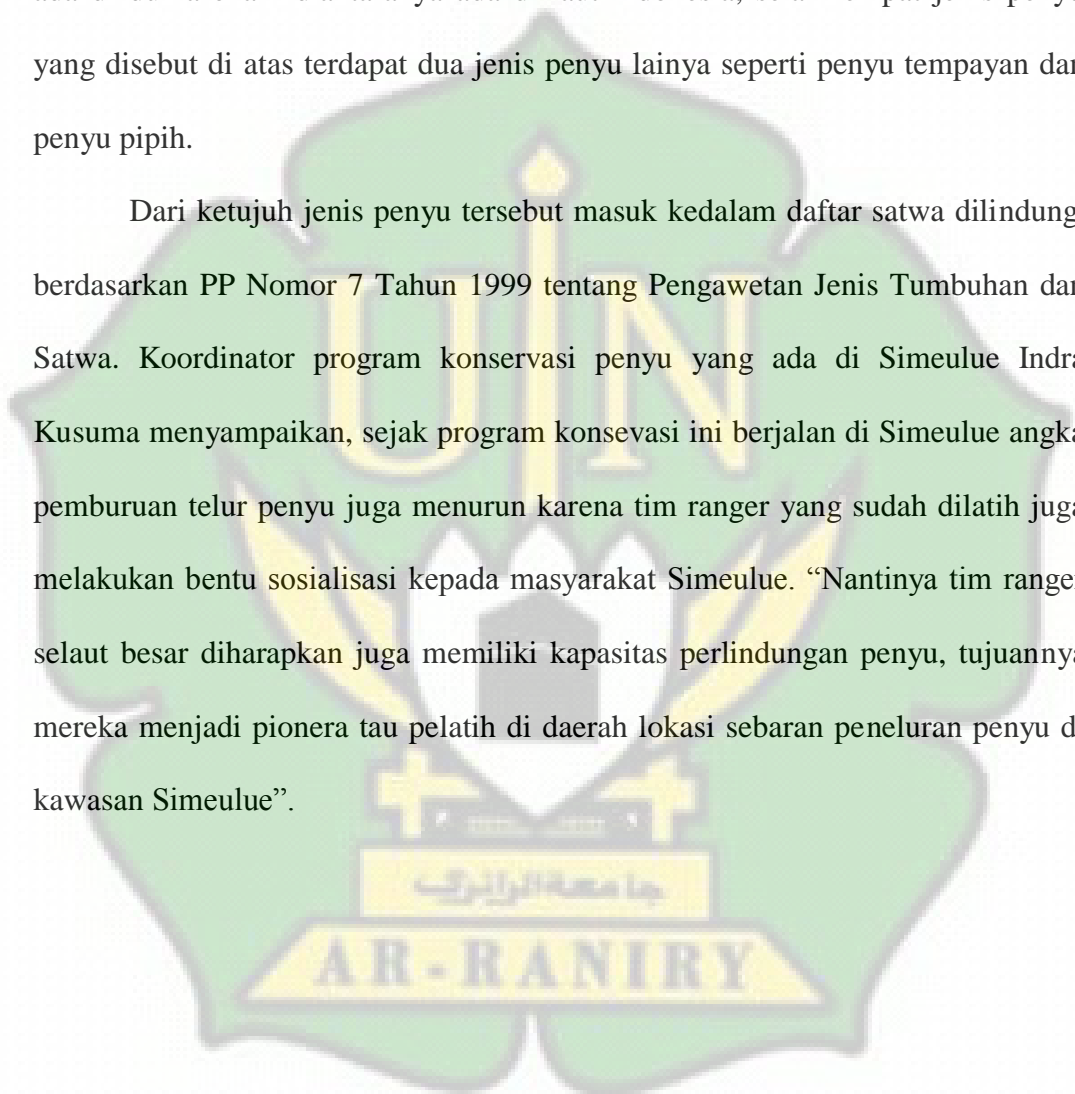 yang disebut di atas terdapat dua jenis penyu lainya seperti penyu tempayan dan
penyu pipih.
Dari ketujuh jenis penyu tersebut masuk kedalam daftar satwa dilindungi
berdasarkan PP Nomor 7 Tahun 1999 tentang Pengawetan Jenis Tumbuhan dan
Satwa. Koordinator program konservasi penyu yang ada di Simeulue Indra
Kusuma menyampaikan, sejak program konsevasi ini berjalan di Simeulue angka
pemburuan telur penyu juga menurun karena tim ranger yang sudah dilatih juga
melakukan bentu sosialisasi kepada masyarakat Simeulue. “Nantinya tim ranger
selaut besar diharapkan juga memiliki kapasitas perlindungan penyu, tujuannya
mereka menjadi pionera tau pelatih di daerah lokasi sebaran peneluran penyu di
kawasan Simeulue”.
UIN
جامعة الرانري
AR-RANIRY